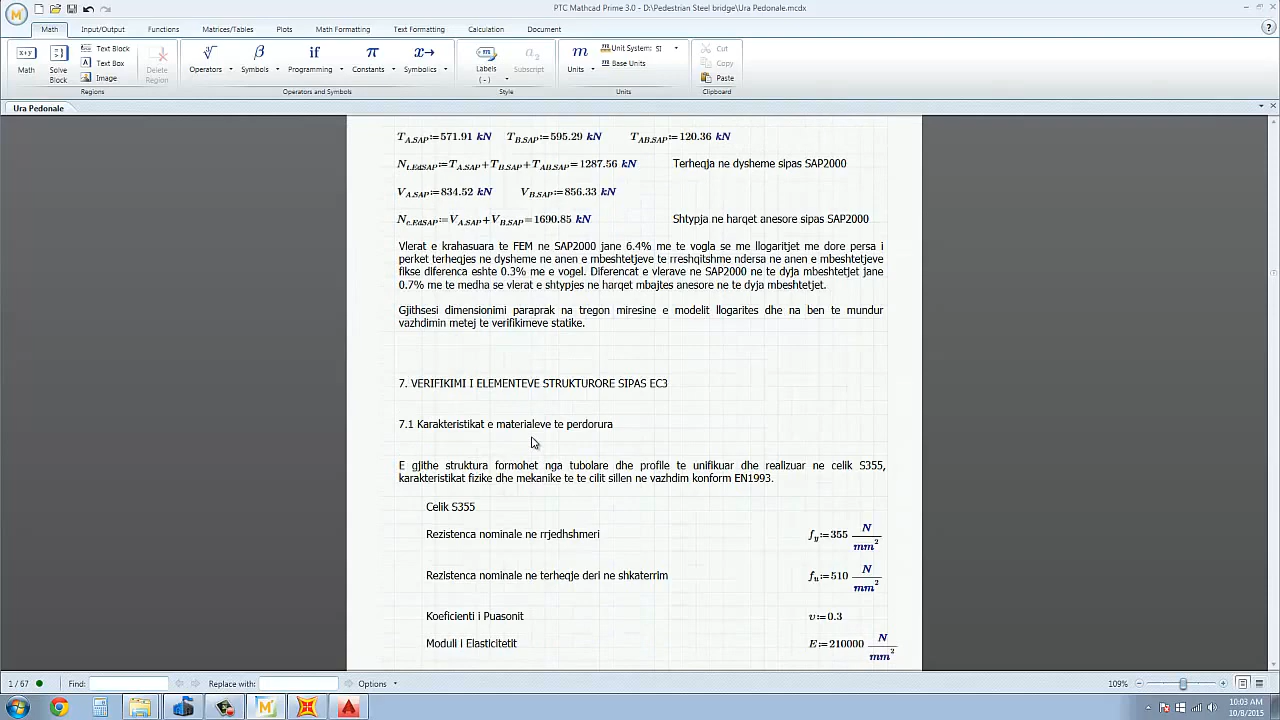 PTC Mathcad Prime 3.0 - D:\Pedestrian Steel bridge\Ura Pedonale.mcdx
Math Input/Output Functions Matrices/Tables Plots Math Formatting Text Formatting Calculation Document
Math
Solve Block
Text Block
Text Box
Image
Delete Region
Regions
Operators
Symbols
Programming
Constants
Symbolics
Operators and Symbols
Labels
( - )
Subscript
Style
Units
Unit System: SI
Base Units
Units
Cut
Copy
Paste
Clipboard
Ura Pedonale
T_A.SAP:=571.91 kN T_B.SAP:=595.29 kN T_AB.SAP:=120.36 kN
N_t.EdSAP:=T_A.SAP+T_B.SAP+T_AB.SAP=1287.56 kN Terheqja ne dysheme sipas SAP2000
V_A.SAP:=834.52 kN V_B.SAP:=856.33 kN
N_c.EdSAP:=V_A.SAP+V_B.SAP=1690.85 kN Shtypja ne harqet anesore sipas SAP2000
Vlerat e krahasuara te FEM ne SAP2000 jane 6.4% me te vogla se me llogaritjet me dore persa i
perket terheqjes ne dysheme ne anen e mbeshtetjeve te rreshqitshme ndersa ne anen e mbeshtetjeve
fikse diferenca eshte 0.3% me e vogel. Diferencat e vlerave ne SAP2000 ne te dyja mbeshtetjet jane
0.7% me te medha se vlerat e shtypjes ne harqet mbajtes anesore ne te dyja mbeshtetjet.
Gjithsesi dimensionimi paraprak na tregon miresine e modelit llogarites dhe na ben te mundur
vazhdimin metej te verifikimeve statike.
7. VERIFIKIMI I ELEMENTEVE STRUKTURORE SIPAS EC3
7.1 Karakteristikat e materialeve te perdorura
E gjithe struktura formohet nga tubolare dhe profile te unifikuar dhe realizuar ne celik S355,
karakteristikat fizike dhe mekanike te te cilit sillen ne vazhdim konform EN1993.
Celik S355
Rezistenca nominale ne rrjedhshmeri f_y:=355 N/mm²
Rezistenca nominale ne terheqje deri ne shkaterrim f_u:=510 N/mm²
Koeficienti i Puasonit υ:=0.3
Moduli i Elasticitetit E:=210000 N/mm²
1 / 67 Find: Replace with: Options 109%
10:03 AM
10/8/2015